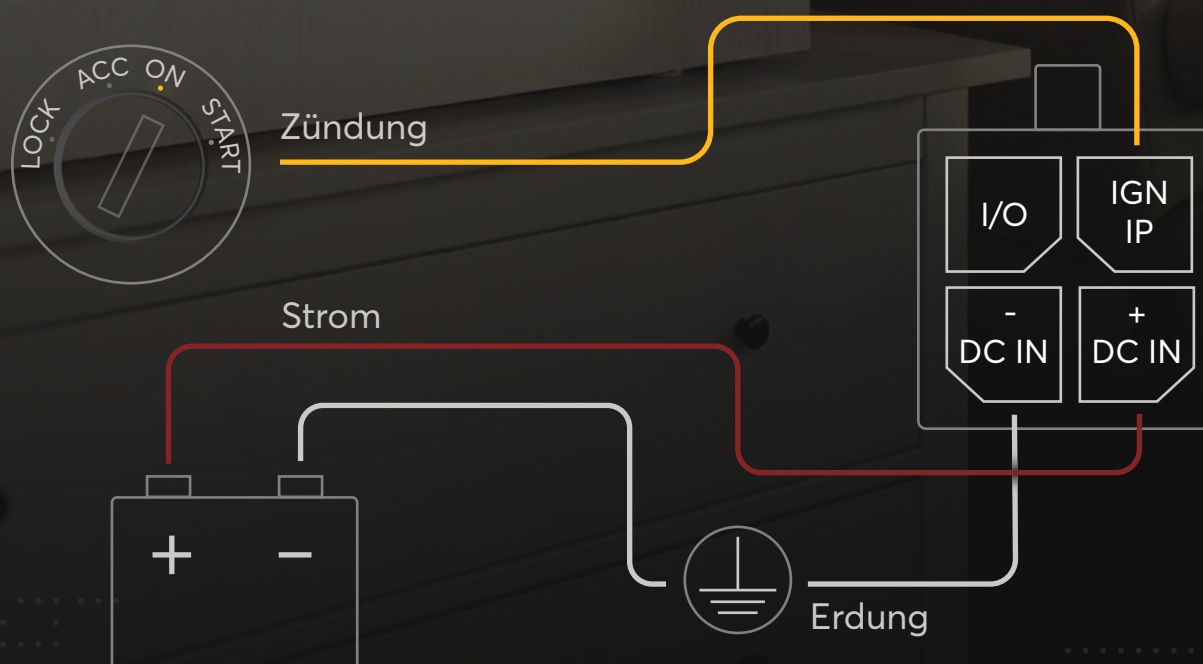 LOCK
ACC
ON
START
Zündung
I/O
IGN
IP
Strom
-
DC IN
+
DC IN
+
−
Erdung